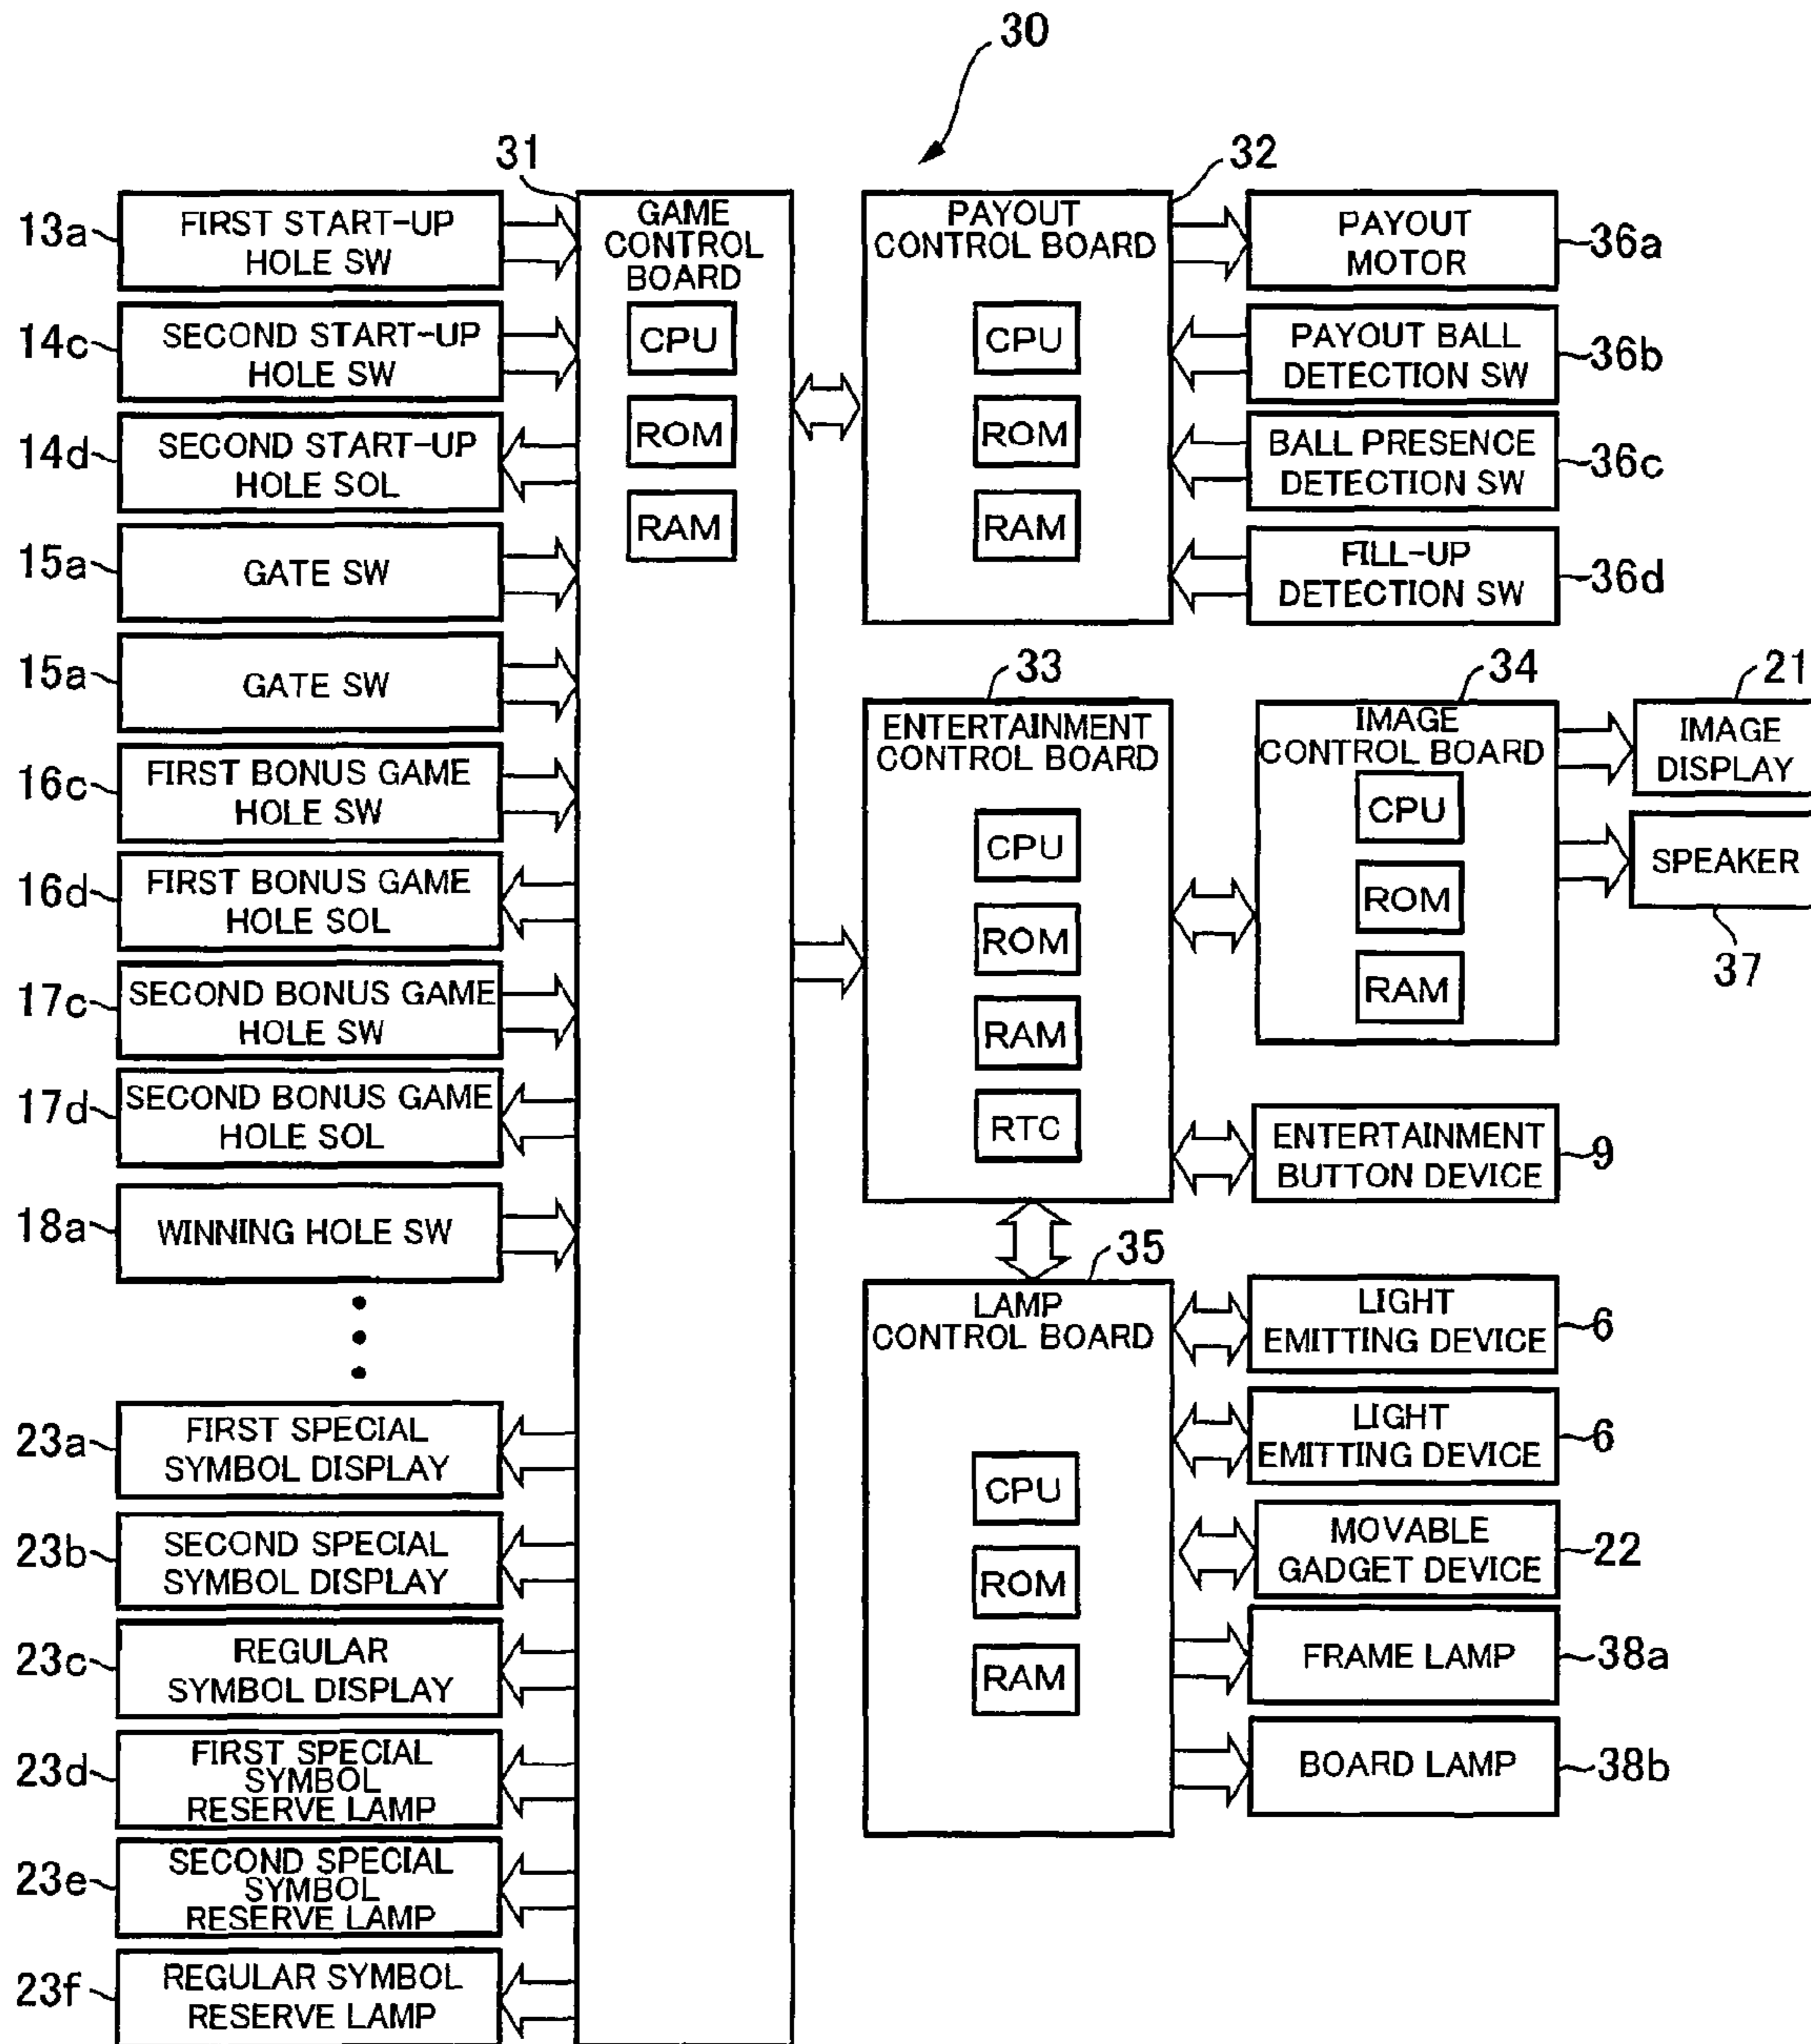 30
31
13a
FIRST START-UP
HOLE SW
14c
SECOND START-UP
HOLE SW
14d
SECOND START-UP
HOLE SOL
15a
GATE SW
15a
GATE SW
16c
FIRST BONUS GAME
HOLE SW
16d
FIRST BONUS GAME
HOLE SOL
17c
SECOND BONUS GAME
HOLE SW
17d
SECOND BONUS GAME
HOLE SOL
18a
WINNING HOLE SW
23a
FIRST SPECIAL
SYMBOL DISPLAY
23b
SECOND SPECIAL
SYMBOL DISPLAY
23c
REGULAR
SYMBOL DISPLAY
23d
FIRST SPECIAL
SYMBOL
RESERVE LAMP
23e
SECOND SPECIAL
SYMBOL
RESERVE LAMP
23f
REGULAR SYMBOL
RESERVE LAMP
GAME
CONTROL
BOARD
CPU
ROM
RAM
32
PAYOUT
CONTROL BOARD
CPU
ROM
RAM
PAYOUT
MOTOR
36a
PAYOUT BALL
DETECTION SW
36b
BALL PRESENCE
DETECTION SW
36c
FILL-UP
DETECTION SW
36d
33
ENTERTAINMENT
CONTROL BOARD
CPU
ROM
RAM
RTC
34
IMAGE
CONTROL BOARD
CPU
ROM
RAM
21
IMAGE
DISPLAY
SPEAKER
37
ENTERTAINMENT
BUTTON DEVICE
9
35
LAMP
CONTROL BOARD
CPU
ROM
RAM
LIGHT
EMITTING DEVICE
6
LIGHT
EMITTING DEVICE
6
MOVABLE
GADGET DEVICE
22
FRAME LAMP
38a
BOARD LAMP
38b